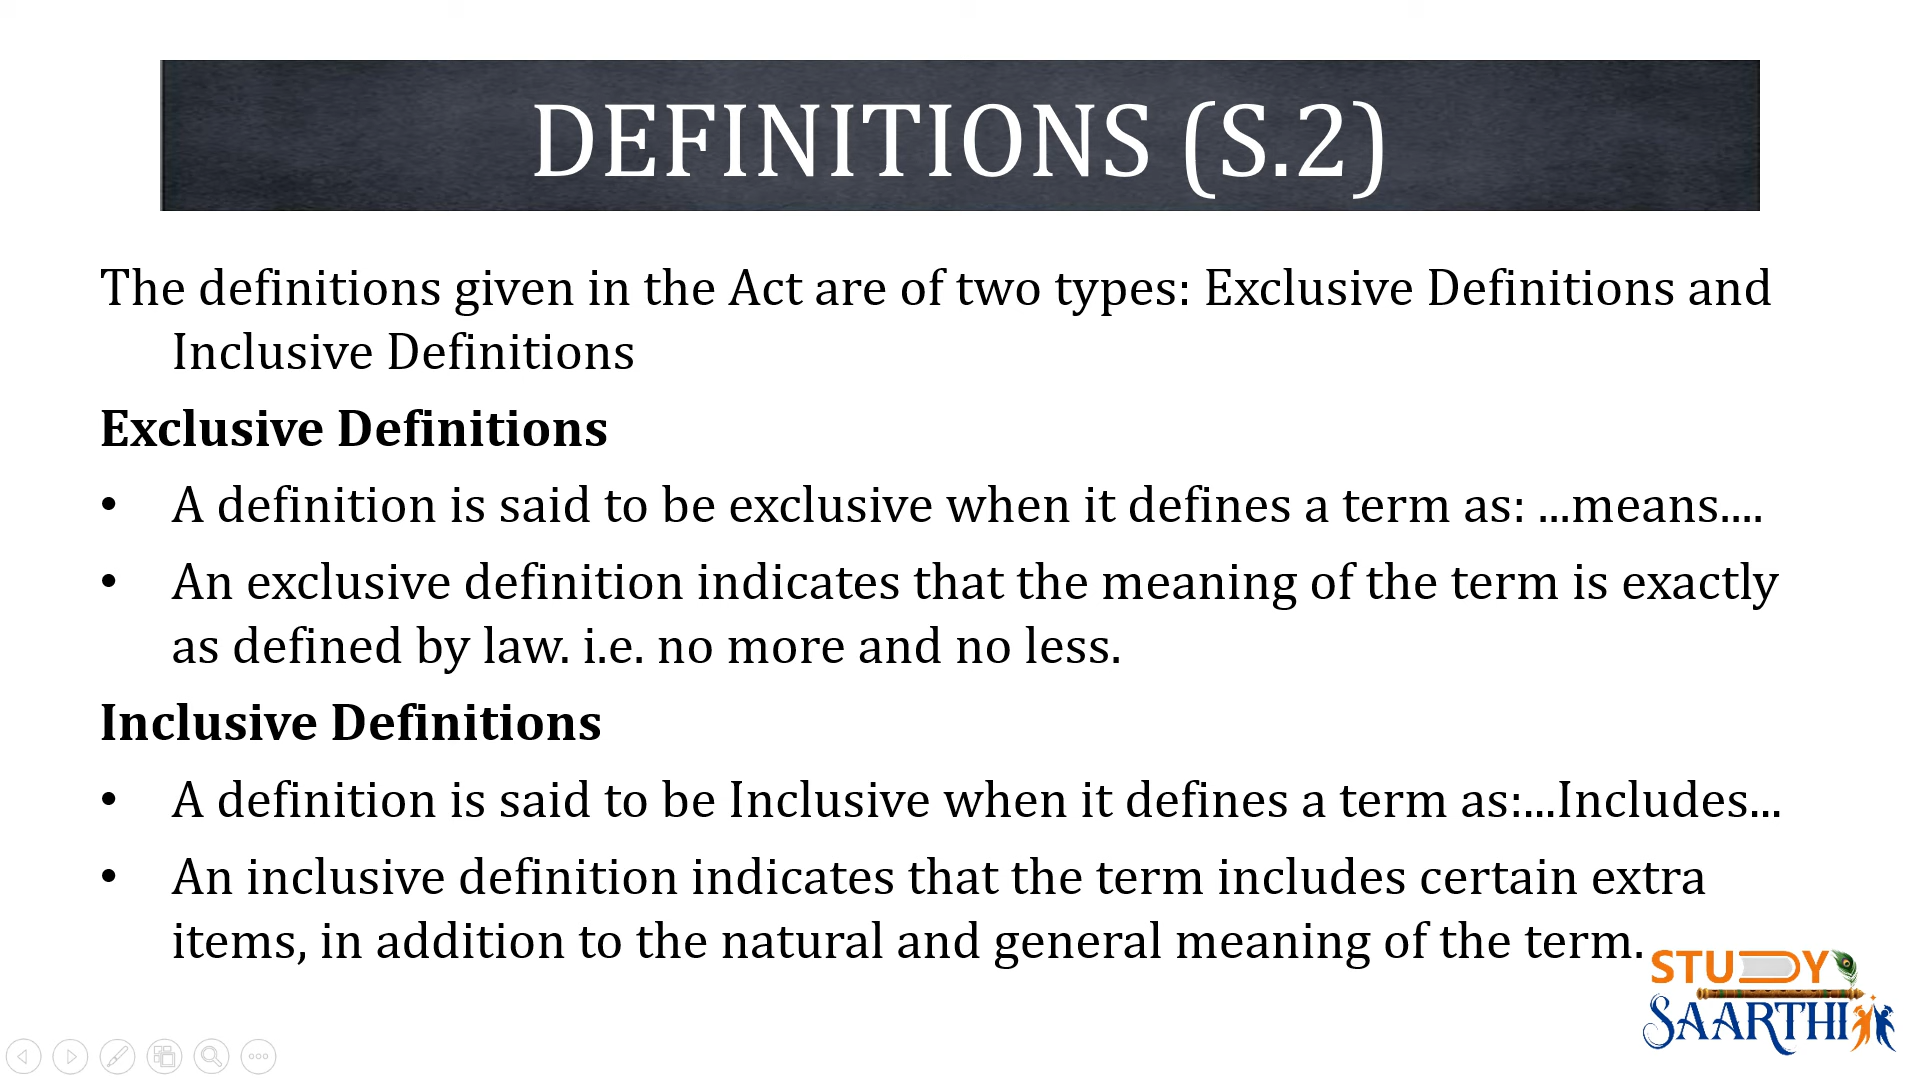 DEFINITIONS (S.2)
The definitions given in the Act are of two types: Exclusive Definitions and
Inclusive Definitions
Exclusive Definitions
• A definition is said to be exclusive when it defines a term as: ...means....
• An exclusive definition indicates that the meaning of the term is exactly
as defined by law. i.e. no more and no less.
Inclusive Definitions
• A definition is said to be Inclusive when it defines a term as:...Includes...
• An inclusive definition indicates that the term includes certain extra
items, in addition to the natural and general meaning of the term.
STUDY
SAARTHI